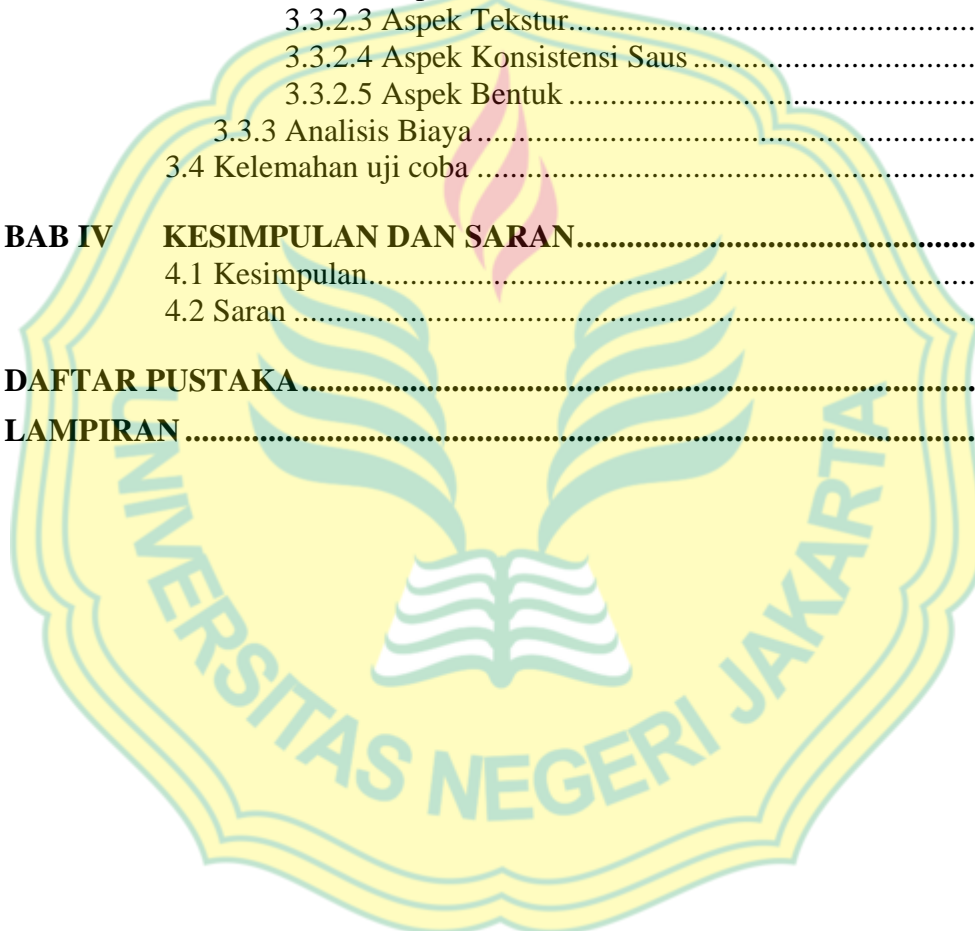 3.3.2.3 Aspek Tekstur..................................................
3.3.2.4 Aspek Konsistensi Saus ...................................
3.3.2.5 Aspek Bentuk ..................................................
3.3.3 Analisis Biaya.............................................................
3.4 Kelemahan uji coba .............................................................
BAB IV KESIMPULAN DAN SARAN................................................
4.1 Kesimpulan..........................................................................
4.2 Saran ...................................................................................
DAFTAR PUSTAKA..................................................................................
LAMPIRAN................................................................................................
UNIVERSITAS NEGERI JAKARTA